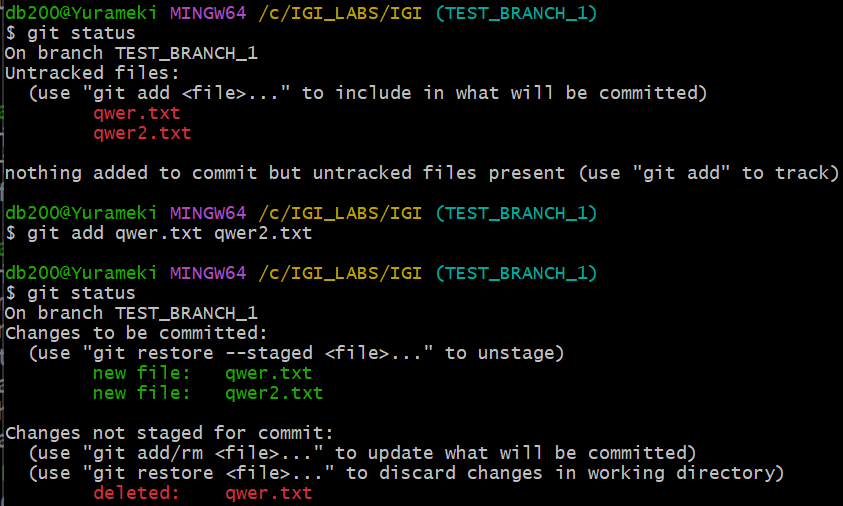 db200@Yurameki MINGW64 /c/IGI_LABS/IGI (TEST_BRANCH_1)
$ git status
On branch TEST_BRANCH_1
Untracked files:
  (use "git add <file>..." to include in what will be committed)
        qwer.txt
        qwer2.txt

nothing added to commit but untracked files present (use "git add" to track)

db200@Yurameki MINGW64 /c/IGI_LABS/IGI (TEST_BRANCH_1)
$ git add qwer.txt qwer2.txt

db200@Yurameki MINGW64 /c/IGI_LABS/IGI (TEST_BRANCH_1)
$ git status
On branch TEST_BRANCH_1
Changes to be committed:
  (use "git restore --staged <file>..." to unstage)
        new file:   qwer.txt
        new file:   qwer2.txt

Changes not staged for commit:
  (use "git add/rm <file>..." to update what will be committed)
  (use "git restore <file>..." to discard changes in working directory)
        deleted:    qwer.txt